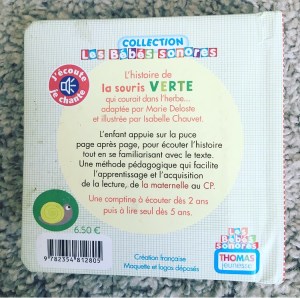 COLLECTION
Les Bébés sonores
J'écoute
je chante
L'histoire de
la souris VERTE
qui courait dans l'herbe...
adaptée par Marie Delaste
et illustrée par Isabelle Chauvet.
L'enfant appuie sur la puce
page après page, pour écouter l'histoire
tout en se familiarisant avec le texte.
Une méthode pédagogique qui facilite
l'apprentissage et l'acquisition
de la lecture, de la maternelle au CP.
Une comptine à écouter dès 2 ans
puis à lire seul dès 5 ans.
6.50 €
9782354812805
Création française
Maquette et logos déposés
Les
Bébés
sonores
THOMAS
jeunesse